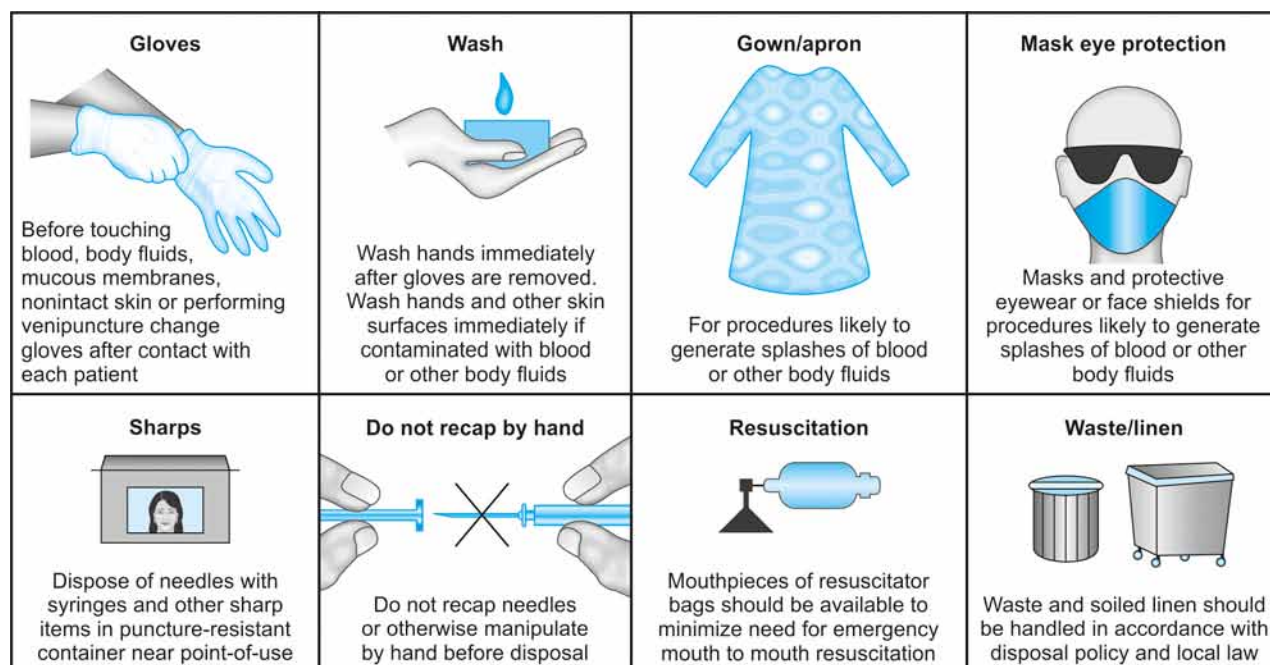 Gloves
Before touching
blood, body fluids,
mucous membranes,
nonintact skin or performing
venipuncture change
gloves after contact with
each patient
Wash
Wash hands immediately
after gloves are removed.
Wash hands and other skin
surfaces immediately if
contaminated with blood
or other body fluids
Gown/apron
For procedures likely to
generate splashes of blood
or other body fluids
Mask eye protection
Masks and protective
eyewear or face shields for
procedures likely to generate
splashes of blood or other
body fluids
Sharps
Dispose of needles with
syringes and other sharp
items in puncture-resistant
container near point-of-use
Do not recap by hand
Do not recap needles
or otherwise manipulate
by hand before disposal
Resuscitation
Mouthpieces of resuscitator
bags should be available to
minimize need for emergency
mouth to mouth resuscitation
Waste/linen
Waste and soiled linen should
be handled in accordance with
disposal policy and local law